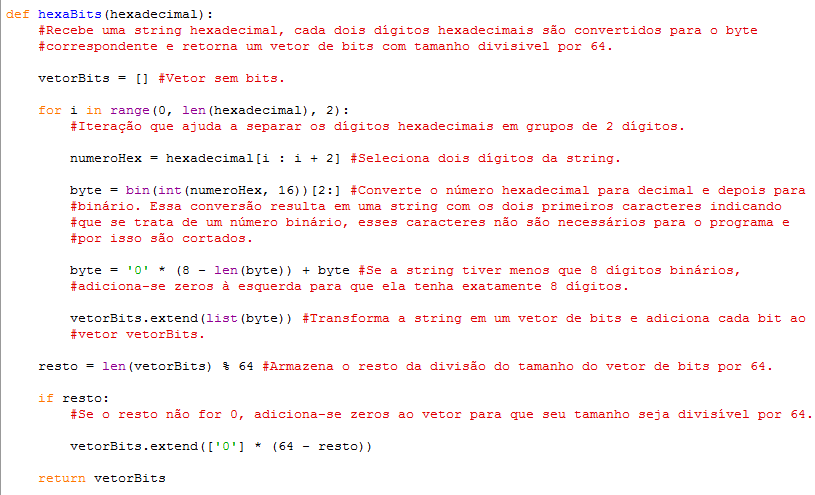 def hexaBits(hexadecimal):
    #Recebe uma string hexadecimal, cada dois dígitos hexadecimais são convertidos para o byte
    #correspondente e retorna um vetor de bits com tamanho divisivel por 64.
    vetorBits = [] #Vetor sem bits.
    for i in range(0, len(hexadecimal), 2):
        #Iteração que ajuda a separar os dígitos hexadecimais em grupos de 2 dígitos.
        numeroHex = hexadecimal[i : i + 2] #Seleciona dois dígitos da string.
        byte = bin(int(numeroHex, 16))[2:] #Converte o número hexadecimal para decimal e depois para
        #binário. Essa conversão resulta em uma string com os dois primeiros caracteres indicando
        #que se trata de um número binário, esses caracteres não são necessários para o programa e
        #por isso são cortados.
        byte = '0' * (8 - len(byte)) + byte #Se a string tiver menos que 8 dígitos binários,
        #adiciona-se zeros à esquerda para que ela tenha exatamente 8 dígitos.
        vetorBits.extend(list(byte)) #Transforma a string em um vetor de bits e adiciona cada bit ao
        #vetor vetorBits.
    resto = len(vetorBits) % 64 #Armazena o resto da divisão do tamanho do vetor de bits por 64.
    if resto:
        #Se o resto não for 0, adiciona-se zeros ao vetor para que seu tamanho seja divisível por 64.
        vetorBits.extend(['0'] * (64 - resto))
    return vetorBits